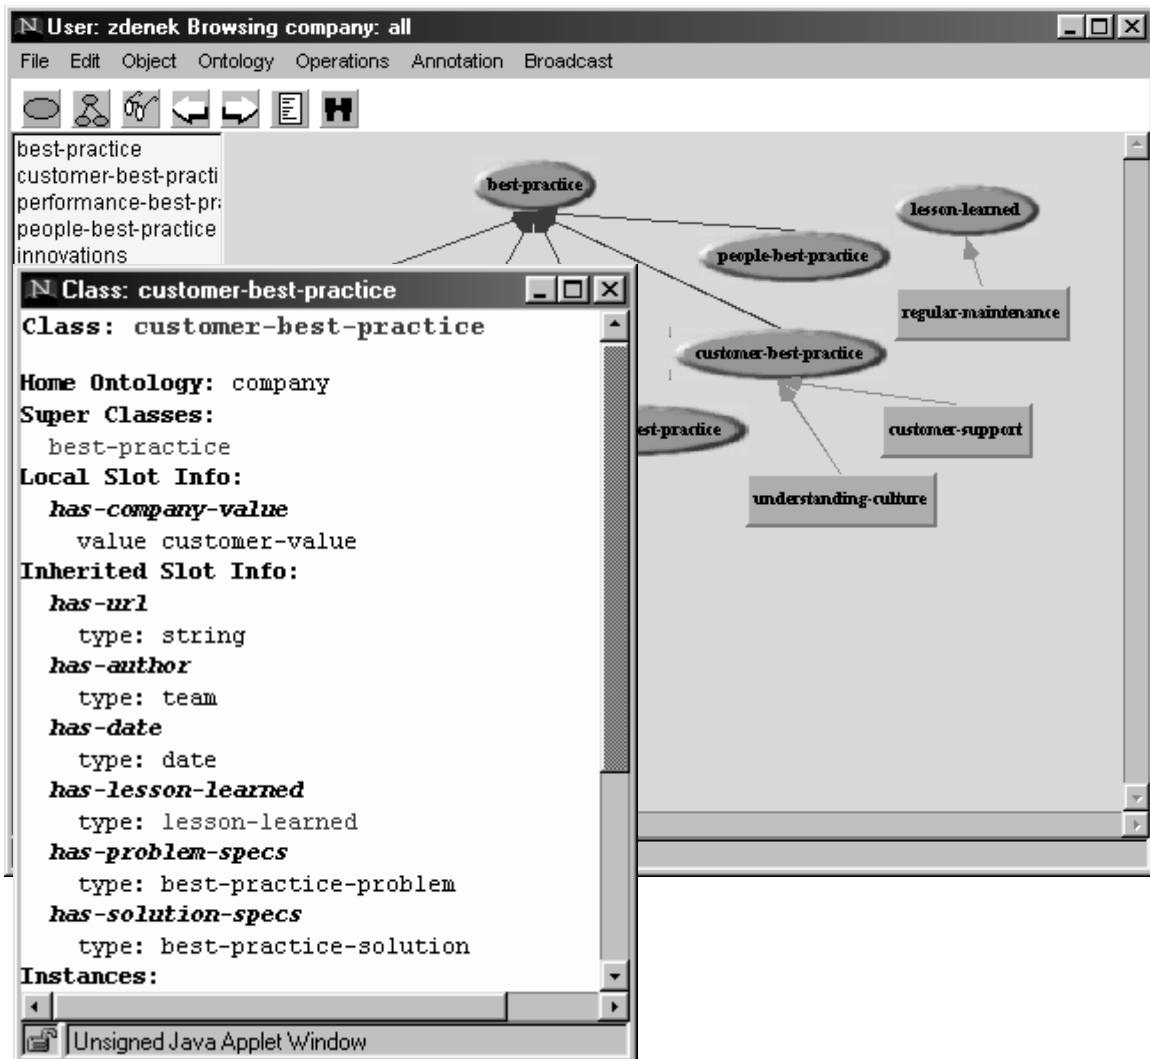 User: zdenek Browsing company: all
File Edit Object Ontology Operations Annotation Broadcast
best-practice
customer-best-practi
performance-best-pr
people-best-practice
innovations
best-practice
lesson-learned
people-best-practice
regular-maintenance
customer-best-practice
est-practice
customer-support
understanding-culture
Class: customer-best-practice
Class: customer-best-practice
Home Ontology: company
Super Classes:
best-practice
Local Slot Info:
has-company-value
value customer-value
Inherited Slot Info:
has-url
type: string
has-author
type: team
has-date
type: date
has-lesson-learned
type: lesson-learned
has-problem-specs
type: best-practice-problem
has-solution-specs
type: best-practice-solution
Instances:
Unsigned Java Applet Window